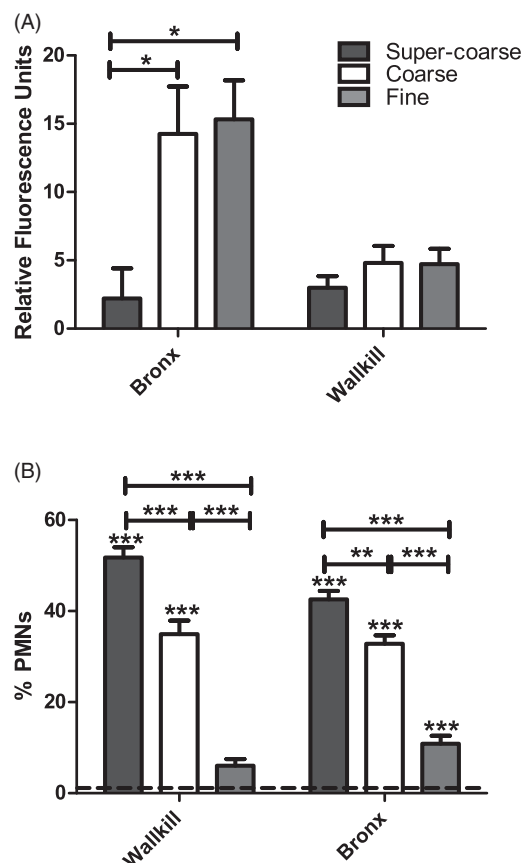 (A)
*
*
Relative Fluorescence Units
20
15
10
5
0
Super-coarse
Coarse
Fine
Bronx
Wallkill
(B)
***
*** ***
***
***
***
** ***
***
***
***
% PMNs
60
40
20
0
Wallkill
Bronx